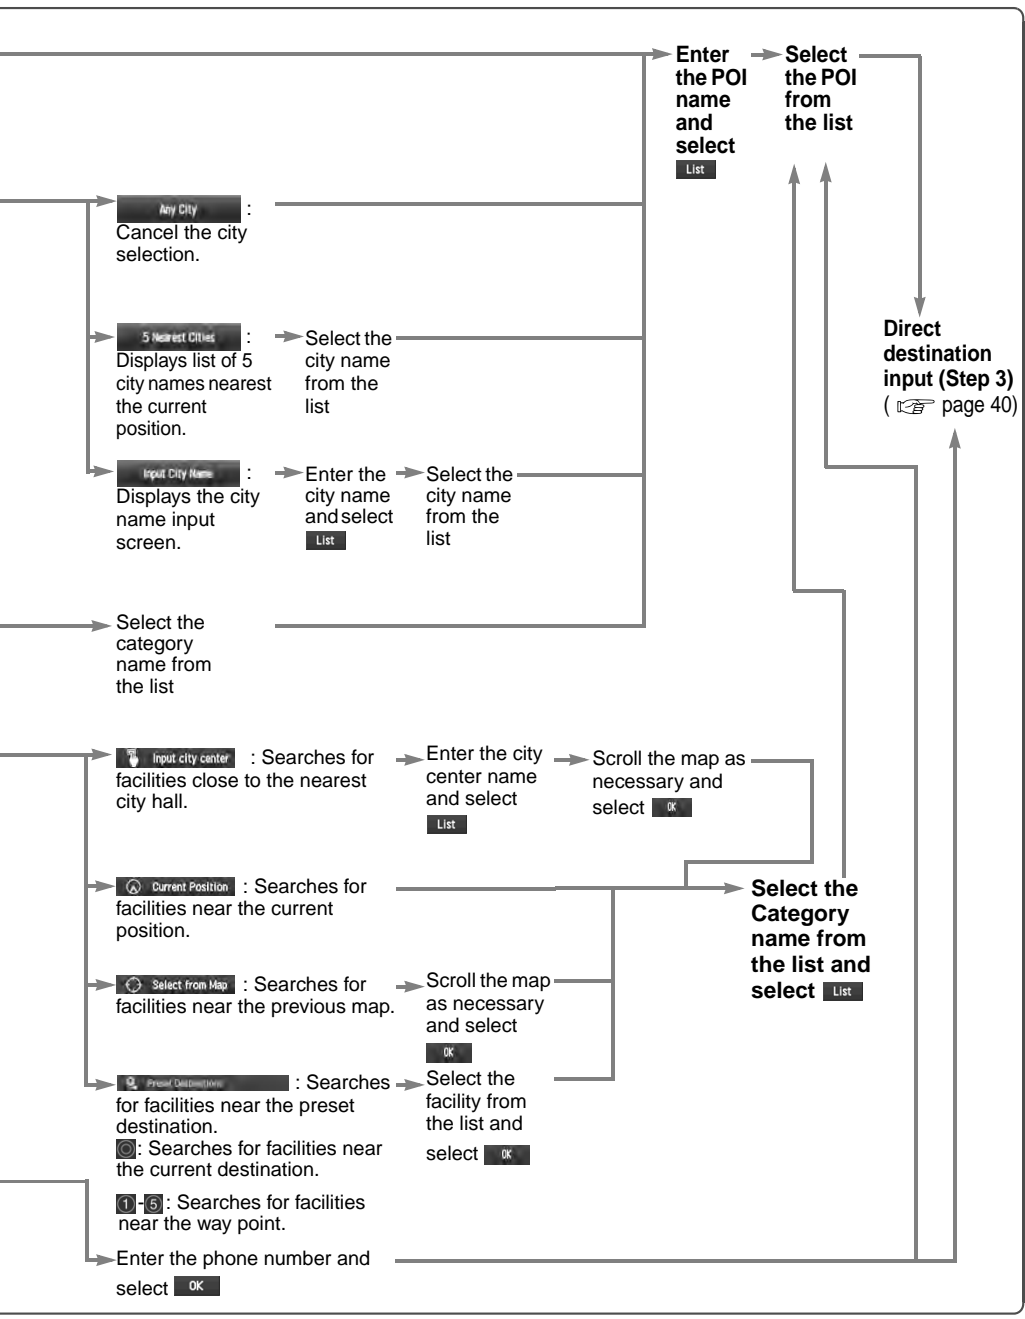 Enter
the POI
name
and
select
List
Select
the POI
from
the list
Any City :
Cancel the city
selection.
5 Nearest Cities :
Displays list of 5
city names nearest
the current
position.
Select the
city name
from the
list
Direct
destination
input (Step 3)
( page 40)
Input City Name :
Displays the city
name input
screen.
Enter the
city name
and select
List
Select the
city name
from the
list
Select the
category
name from
the list
Input city center : Searches for
facilities close to the nearest
city hall.
Enter the city
center name
and select
List
Scroll the map as
necessary and
select OK
Current Position : Searches for
facilities near the current
position.
Select the
Category
name from
the list and
select List
Select from Map : Searches for
facilities near the previous map.
Scroll the map
as necessary
and select
OK
Preset Destinations : Searches
for facilities near the preset
destination.
: Searches for facilities near
the current destination.
1 - 5 : Searches for facilities
near the way point.
Select the
facility from
the list and
select OK
Enter the phone number and
select OK